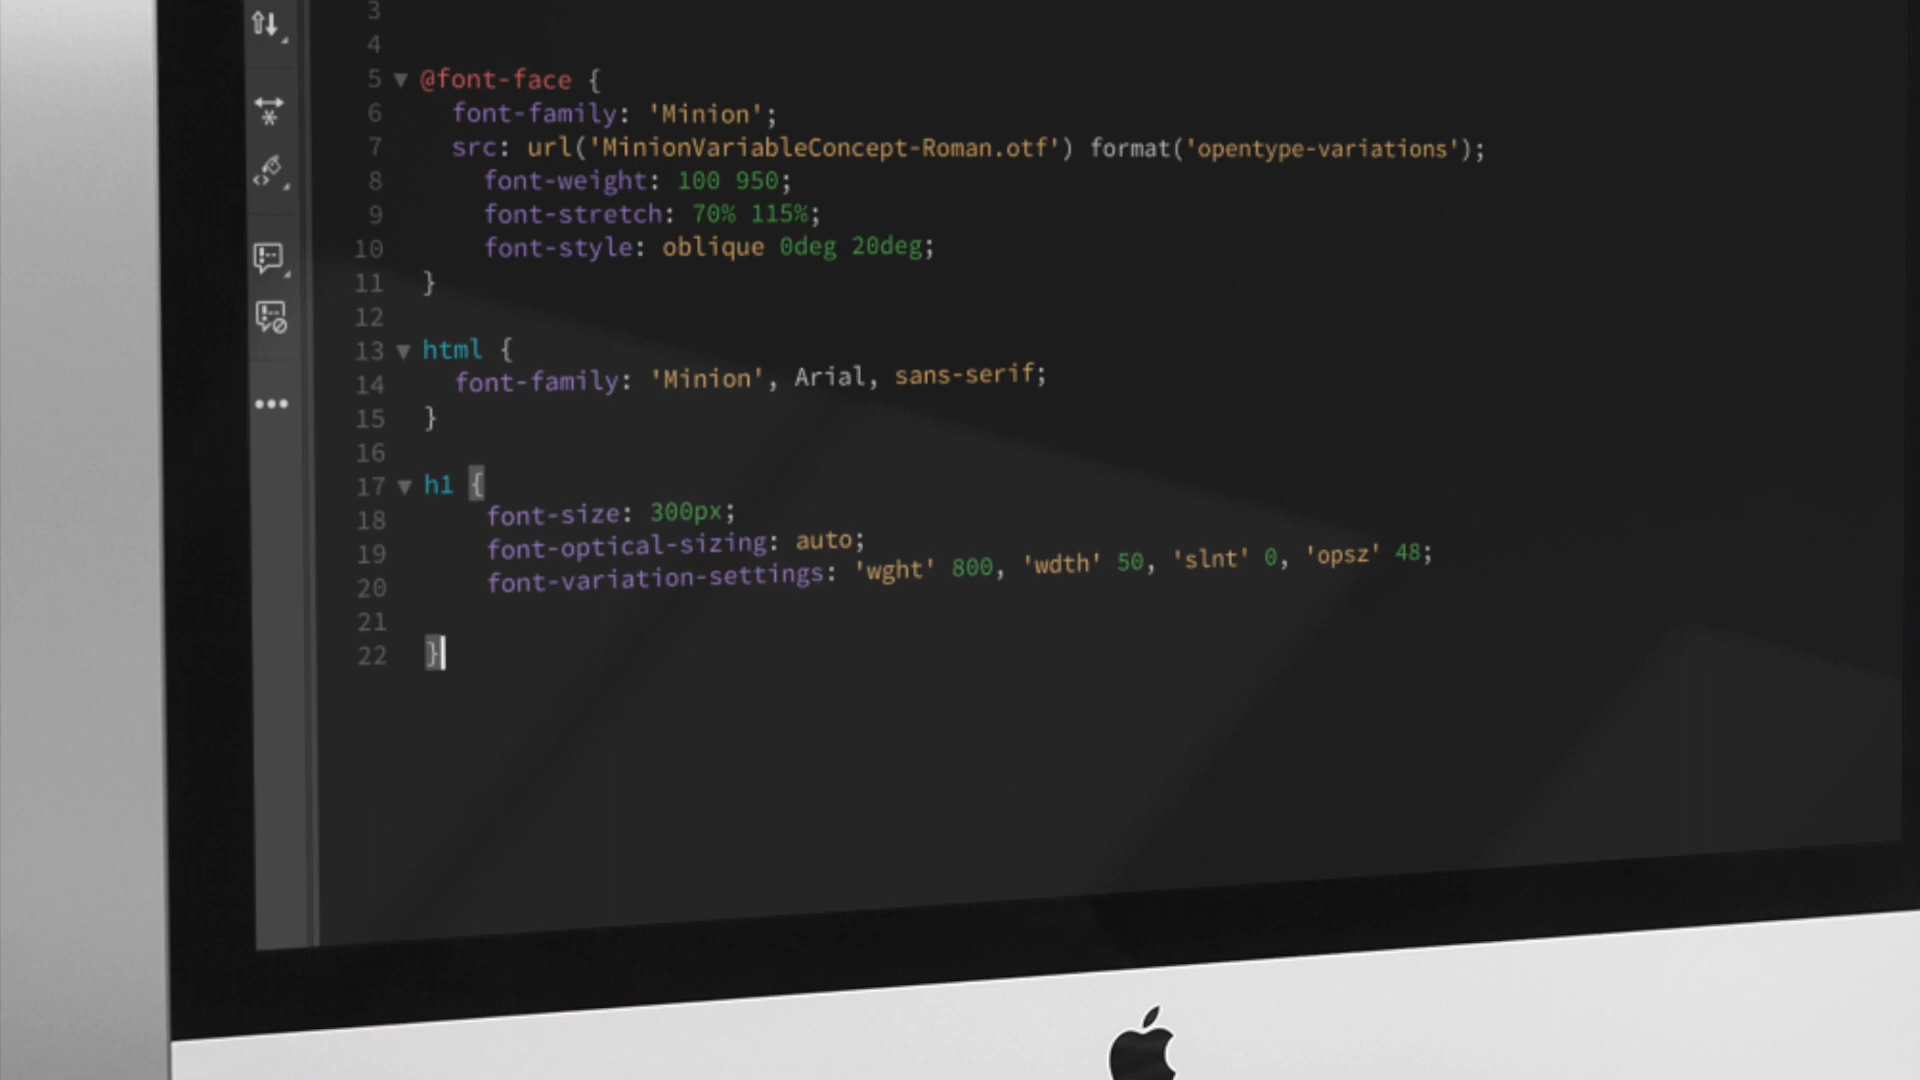 3
4
5 @font-face {
6 font-family: 'Minion';
7 src: url('MinionVariableConcept-Roman.otf') format('opentype-variations');
8 font-weight: 100 950;
9 font-stretch: 70% 115%;
10 font-style: oblique 0deg 20deg;
11 }
12
13 html {
14 font-family: 'Minion', Arial, sans-serif;
15 }
16
17 h1 {
18 font-size: 300px;
19 font-optical-sizing: auto;
20 font-variation-settings: 'wght' 800, 'wdth' 50, 'slnt' 0, 'opsz' 48;
21
22 }